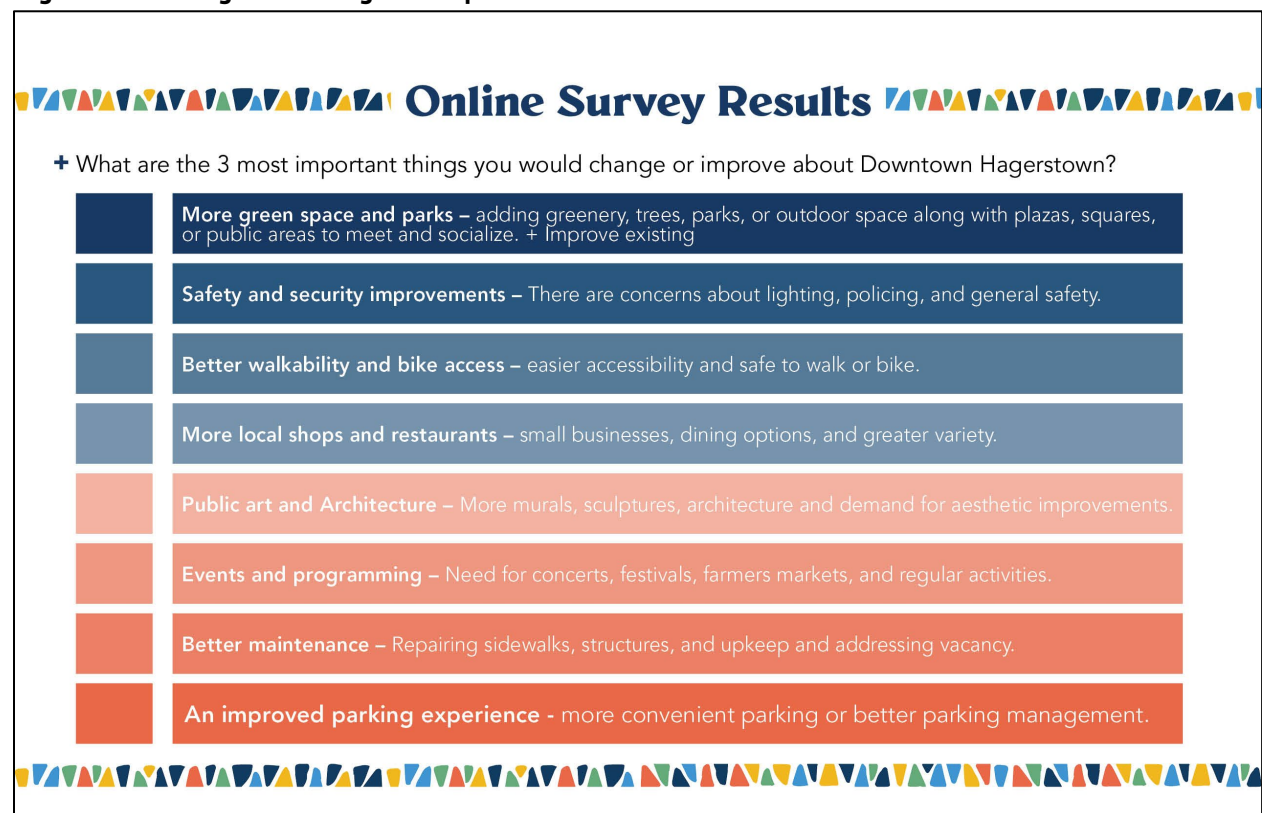 Online Survey Results
+ What are the 3 most important things you would change or improve about Downtown Hagerstown?
More green space and parks – adding greenery, trees, parks, or outdoor space along with plazas, squares,
or public areas to meet and socialize. + Improve existing
Safety and security improvements – There are concerns about lighting, policing, and general safety.
Better walkability and bike access – easier accessibility and safe to walk or bike.
More local shops and restaurants – small businesses, dining options, and greater variety.
Public art and Architecture – More murals, sculptures, architecture and demand for aesthetic improvements.
Events and programming – Need for concerts, festivals, farmers markets, and regular activities.
Better maintenance – Repairing sidewalks, structures, and upkeep and addressing vacancy.
An improved parking experience - more convenient parking or better parking management.